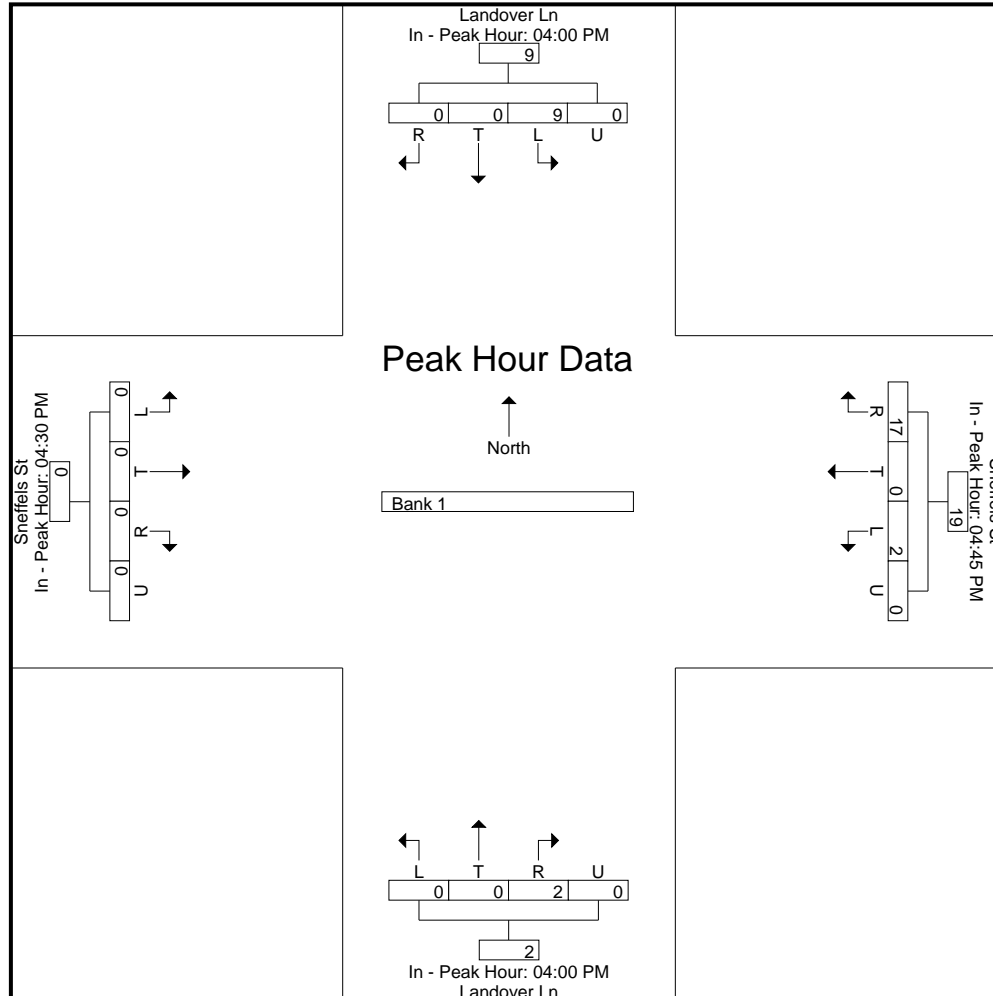 Landover Ln
In - Peak Hour: 04:00 PM
9
0 0 9 0
R T L U
Peak Hour Data
North
Bank 1
Sneffels St
In - Peak Hour: 04:30 PM
0
0 0 0 0
L T R U
In - Peak Hour: 04:45 PM
19
17 0 2 0
R T L U
L T R U
0 0 2 0
2
In - Peak Hour: 04:00 PM
Landover Ln